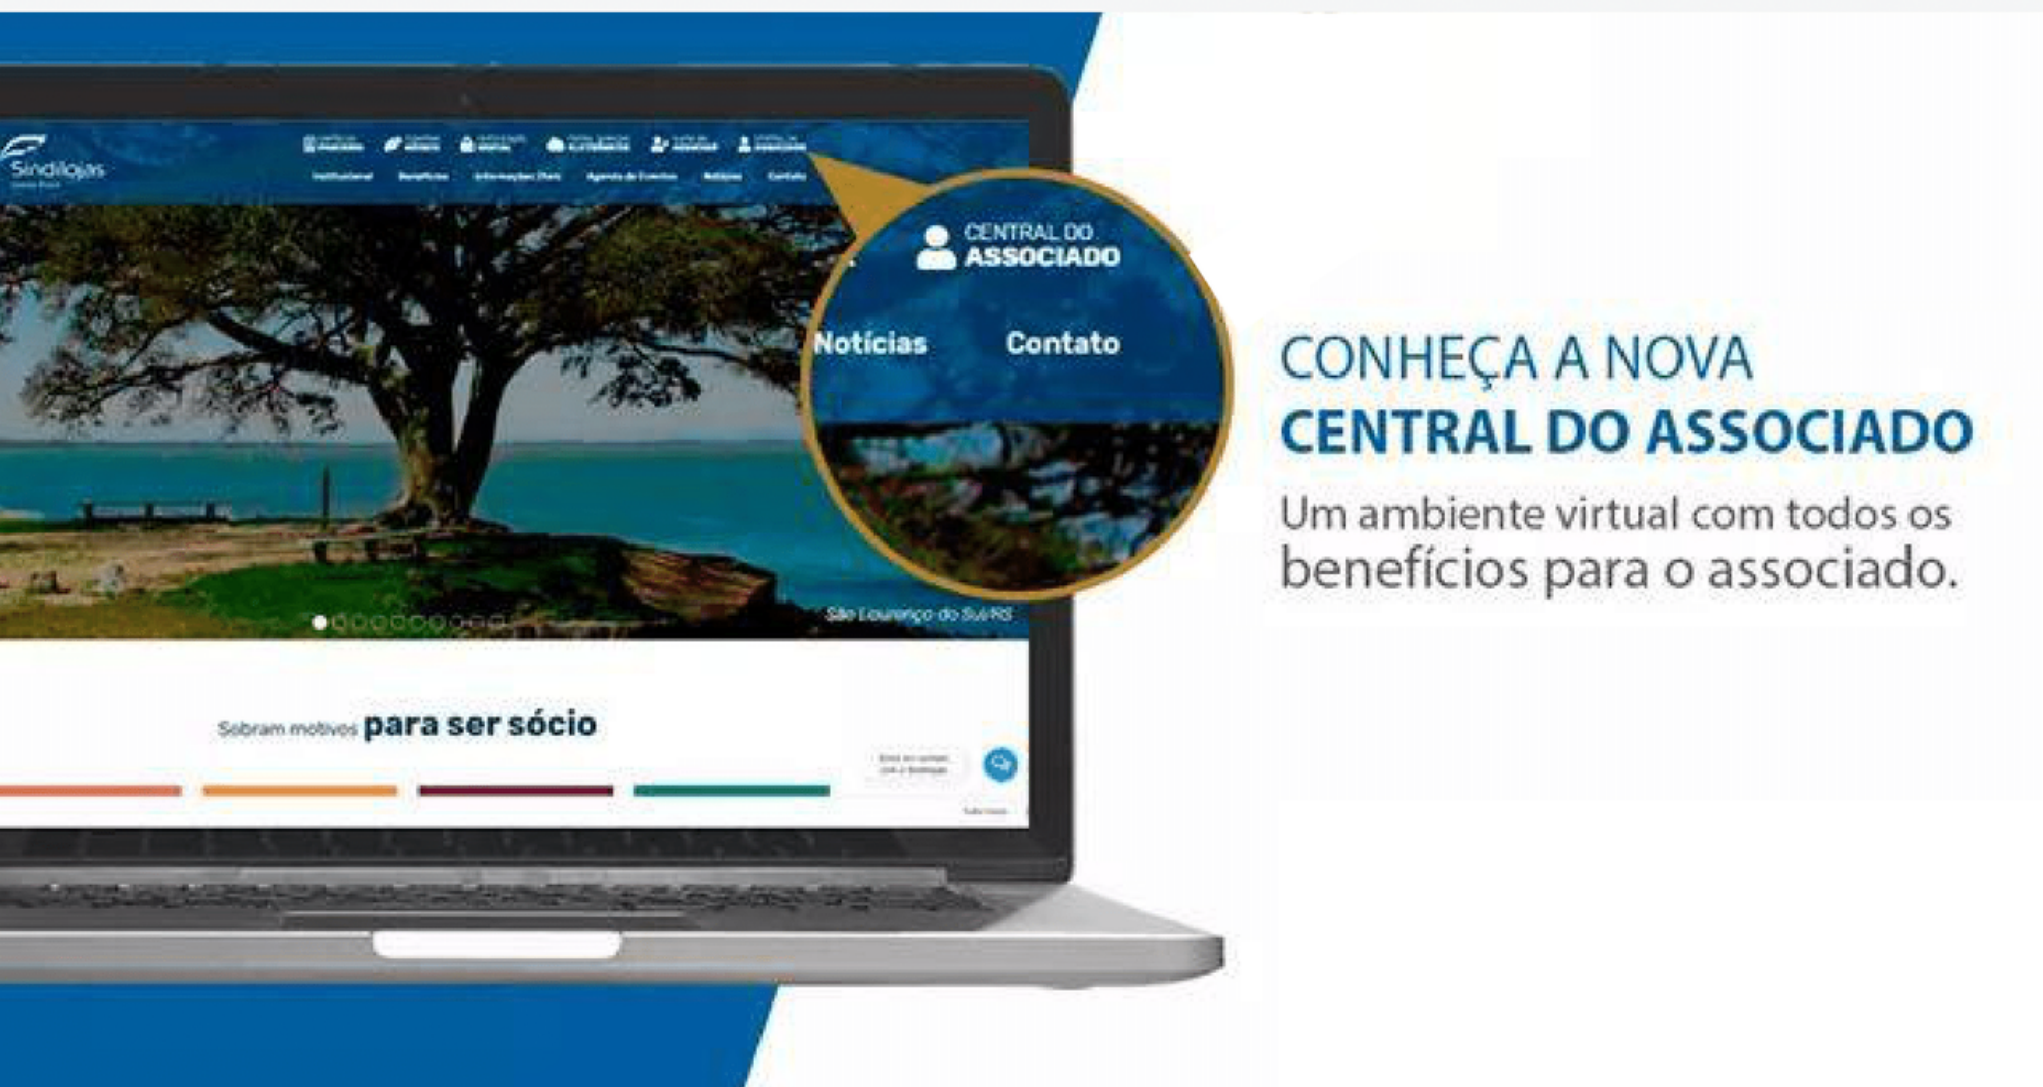 Sindilojas
Institucional Benefícios Informações Úteis Agenda de Eventos Notícias Contato
CENTRAL DO
ASSOCIADO
Notícias Contato
São Lourenço do Sul/RS
Sobram motivos para ser sócio
CONHEÇA A NOVA
CENTRAL DO ASSOCIADO
Um ambiente virtual com todos os
benefícios para o associado.